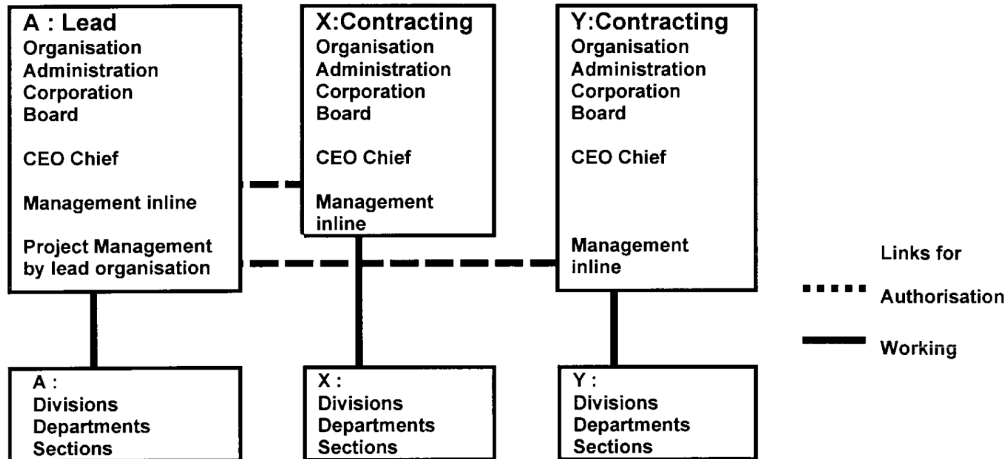 A : Lead
Organisation
Administration
Corporation
Board
CEO Chief
Management inline
Project Management
by lead organisation
X:Contracting
Organisation
Administration
Corporation
Board
CEO Chief
Management
inline
Y:Contracting
Organisation
Administration
Corporation
Board
CEO Chief
Management
inline
Links for
Authorisation
Working
A :
Divisions
Departments
Sections
X :
Divisions
Departments
Sections
Y :
Divisions
Departments
Sections